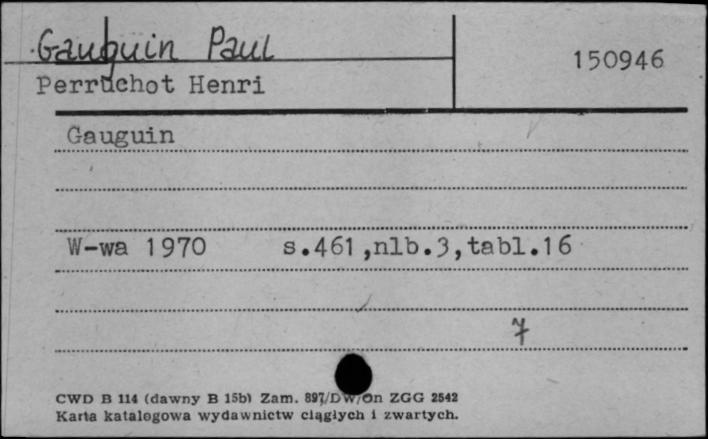 Gauguin Paul
150946
Perruchot Henri
Gauguin
W-wa 1970 s.461,nlb.3,tabl.16
7
CWD B 114 (dawny B 15b) Zam. 897/DW/On ZGG 2542
Karta katalogowa wydawnictw ciągłych i zwartych.